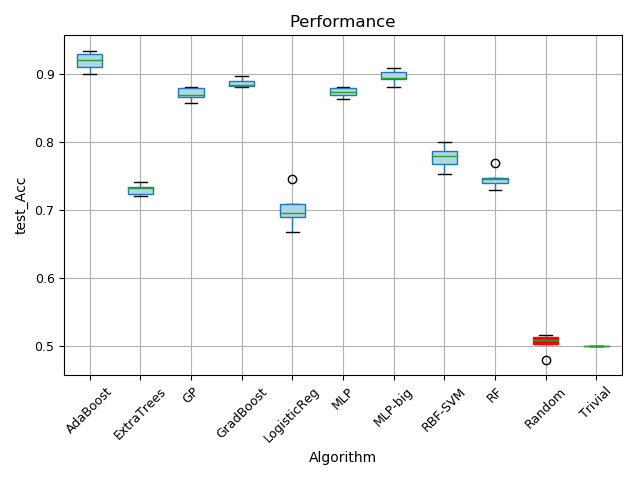 Performance
test_Acc
0.9
0.8
0.7
0.6
0.5
AdaBoost
ExtraTrees
GP
GradBoost
LogisticReg
MLP
MLP-big
RBF-SVM
RF
Random
Trivial
Algorithm